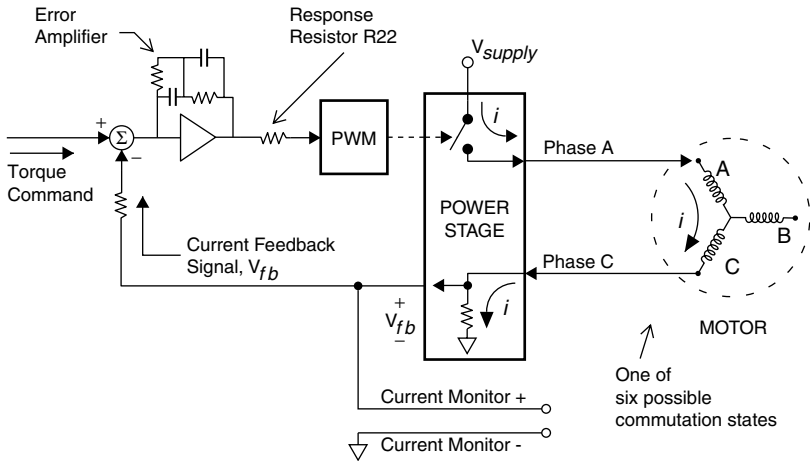 Error
Amplifier
Response
Resistor R22
Vsupply
+
Σ
−
PWM
i
Phase A
Torque
Command
POWER
STAGE
A
i
B
C
Current Feedback
Signal, Vfb
Phase C
+
Vfb
−
i
MOTOR
One of
six possible
commutation states
Current Monitor +
Current Monitor -